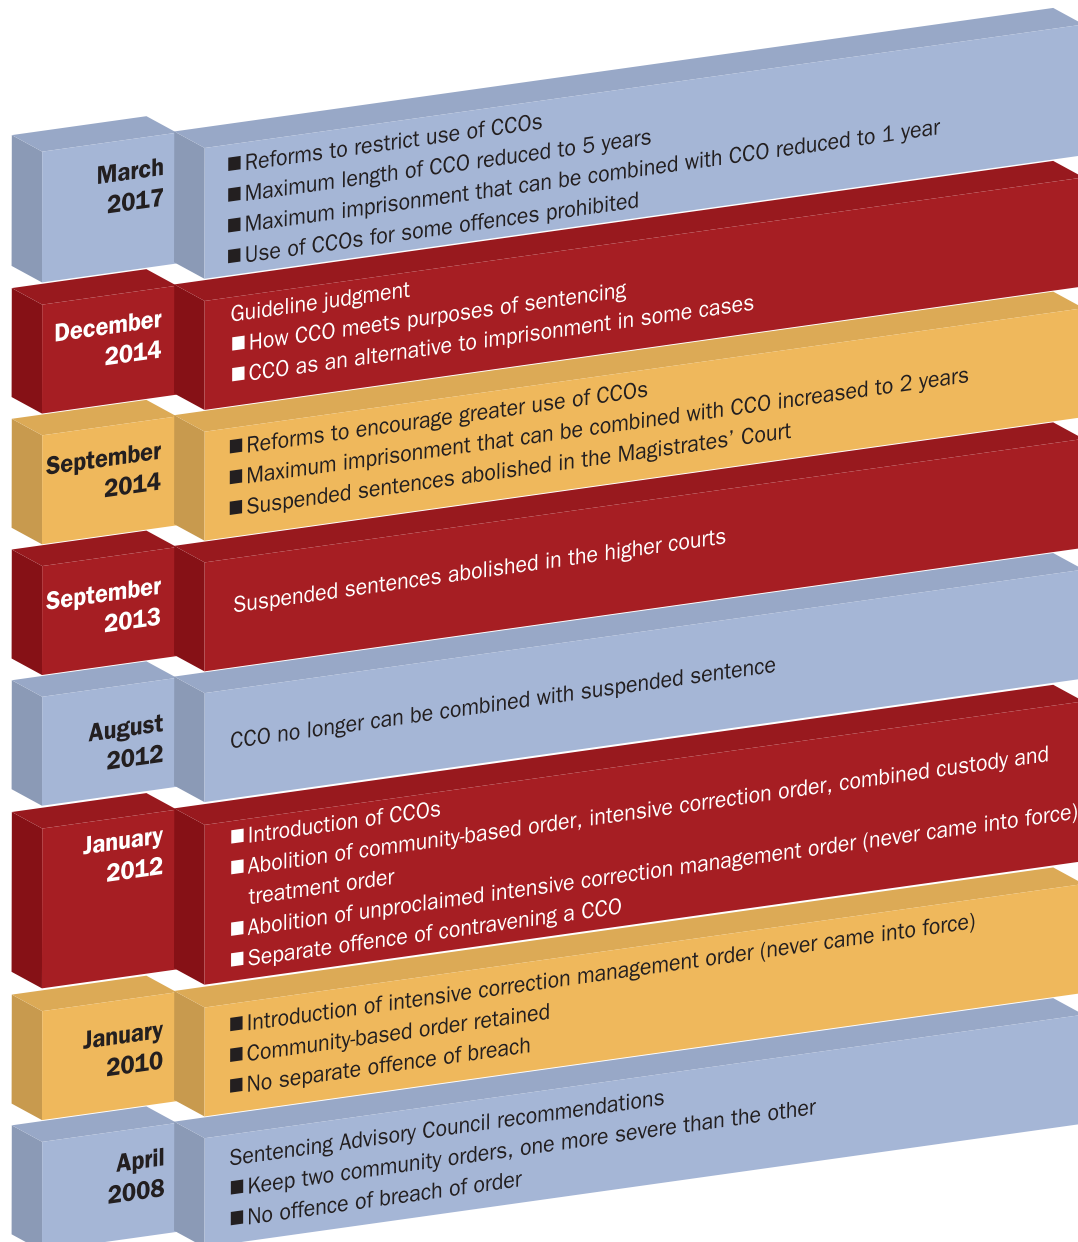 March
2017
■ Reforms to restrict use of CCOs
■ Maximum length of CCO reduced to 5 years
■ Maximum imprisonment that can be combined with CCO reduced to 1 year
■ Use of CCOs for some offences prohibited
December
2014
Guideline judgment
■ How CCO meets purposes of sentencing
■ CCO as an alternative to imprisonment in some cases
September
2014
■ Reforms to encourage greater use of CCOs
■ Maximum imprisonment that can be combined with CCO increased to 2 years
■ Suspended sentences abolished in the Magistrates’ Court
September
2013
Suspended sentences abolished in the higher courts
August
2012
CCO no longer can be combined with suspended sentence
January
2012
■ Introduction of CCOs
■ Abolition of community-based order, intensive correction order, combined custody and
treatment order
■ Abolition of unproclaimed intensive correction management order (never came into force)
■ Separate offence of contravening a CCO
January
2010
■ Introduction of intensive correction management order (never came into force)
■ Community-based order retained
■ No separate offence of breach
April
2008
Sentencing Advisory Council recommendations
■ Keep two community orders, one more severe than the other
■ No offence of breach of order